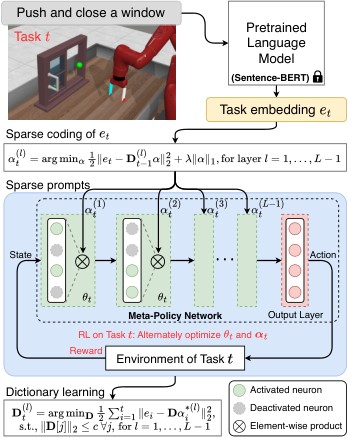 Push and close a window
Task t
Pretrained
Language
Model
(Sentence-BERT)
Task embedding e_t
Sparse coding of e_t
α_t^{(l)} = arg min_α 1/2 ‖e_t − D_{t−1}^{(l)} α‖_2^2 + λ‖α‖_1, for layer l = 1, . . . , L − 1
Sparse prompts
α_t^{(1)} α_t^{(2)} α_t^{(3)} α_t^{(L−1)}
State
Action
. . .
θ_t θ_t
Meta-Policy Network
Output Layer
RL on Task t: Alternately optimize θ_t and α_t
Reward
Environment of Task t
Dictionary learning
D_t^{(l)} = arg min_D 1/2 ∑_{i=1}^t ‖e_i − Dα_i^{*(l)}‖_2^2,
s.t., ‖D[j]‖_2 ≤ c ∀j, for l = 1, . . . , L − 1
Activated neuron
Deactivated neuron
Element-wise product